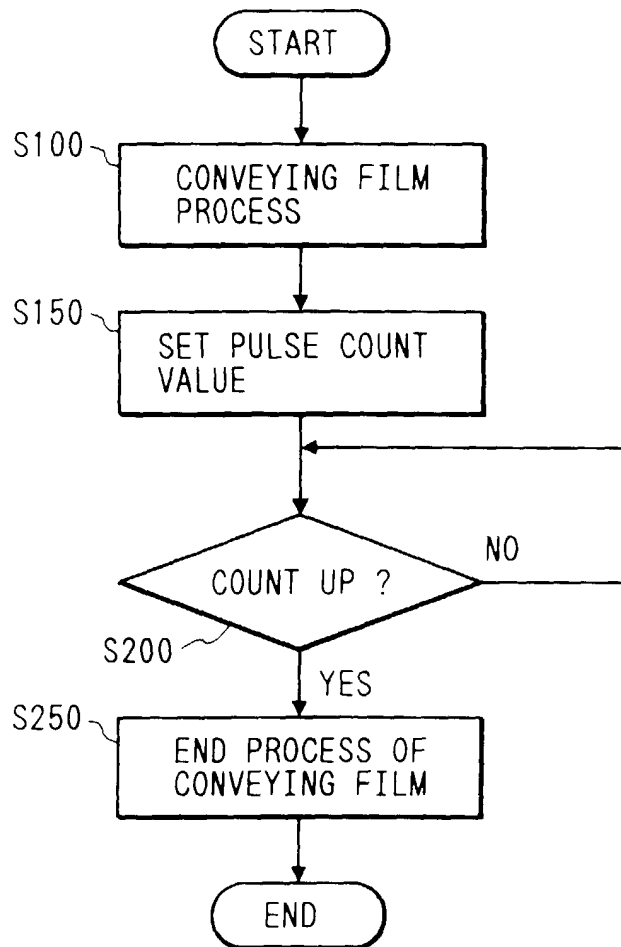 START
S100
CONVEYING FILM
PROCESS
S150
SET PULSE COUNT
VALUE
COUNT UP ?
NO
S200
YES
S250
END PROCESS OF
CONVEYING FILM
END